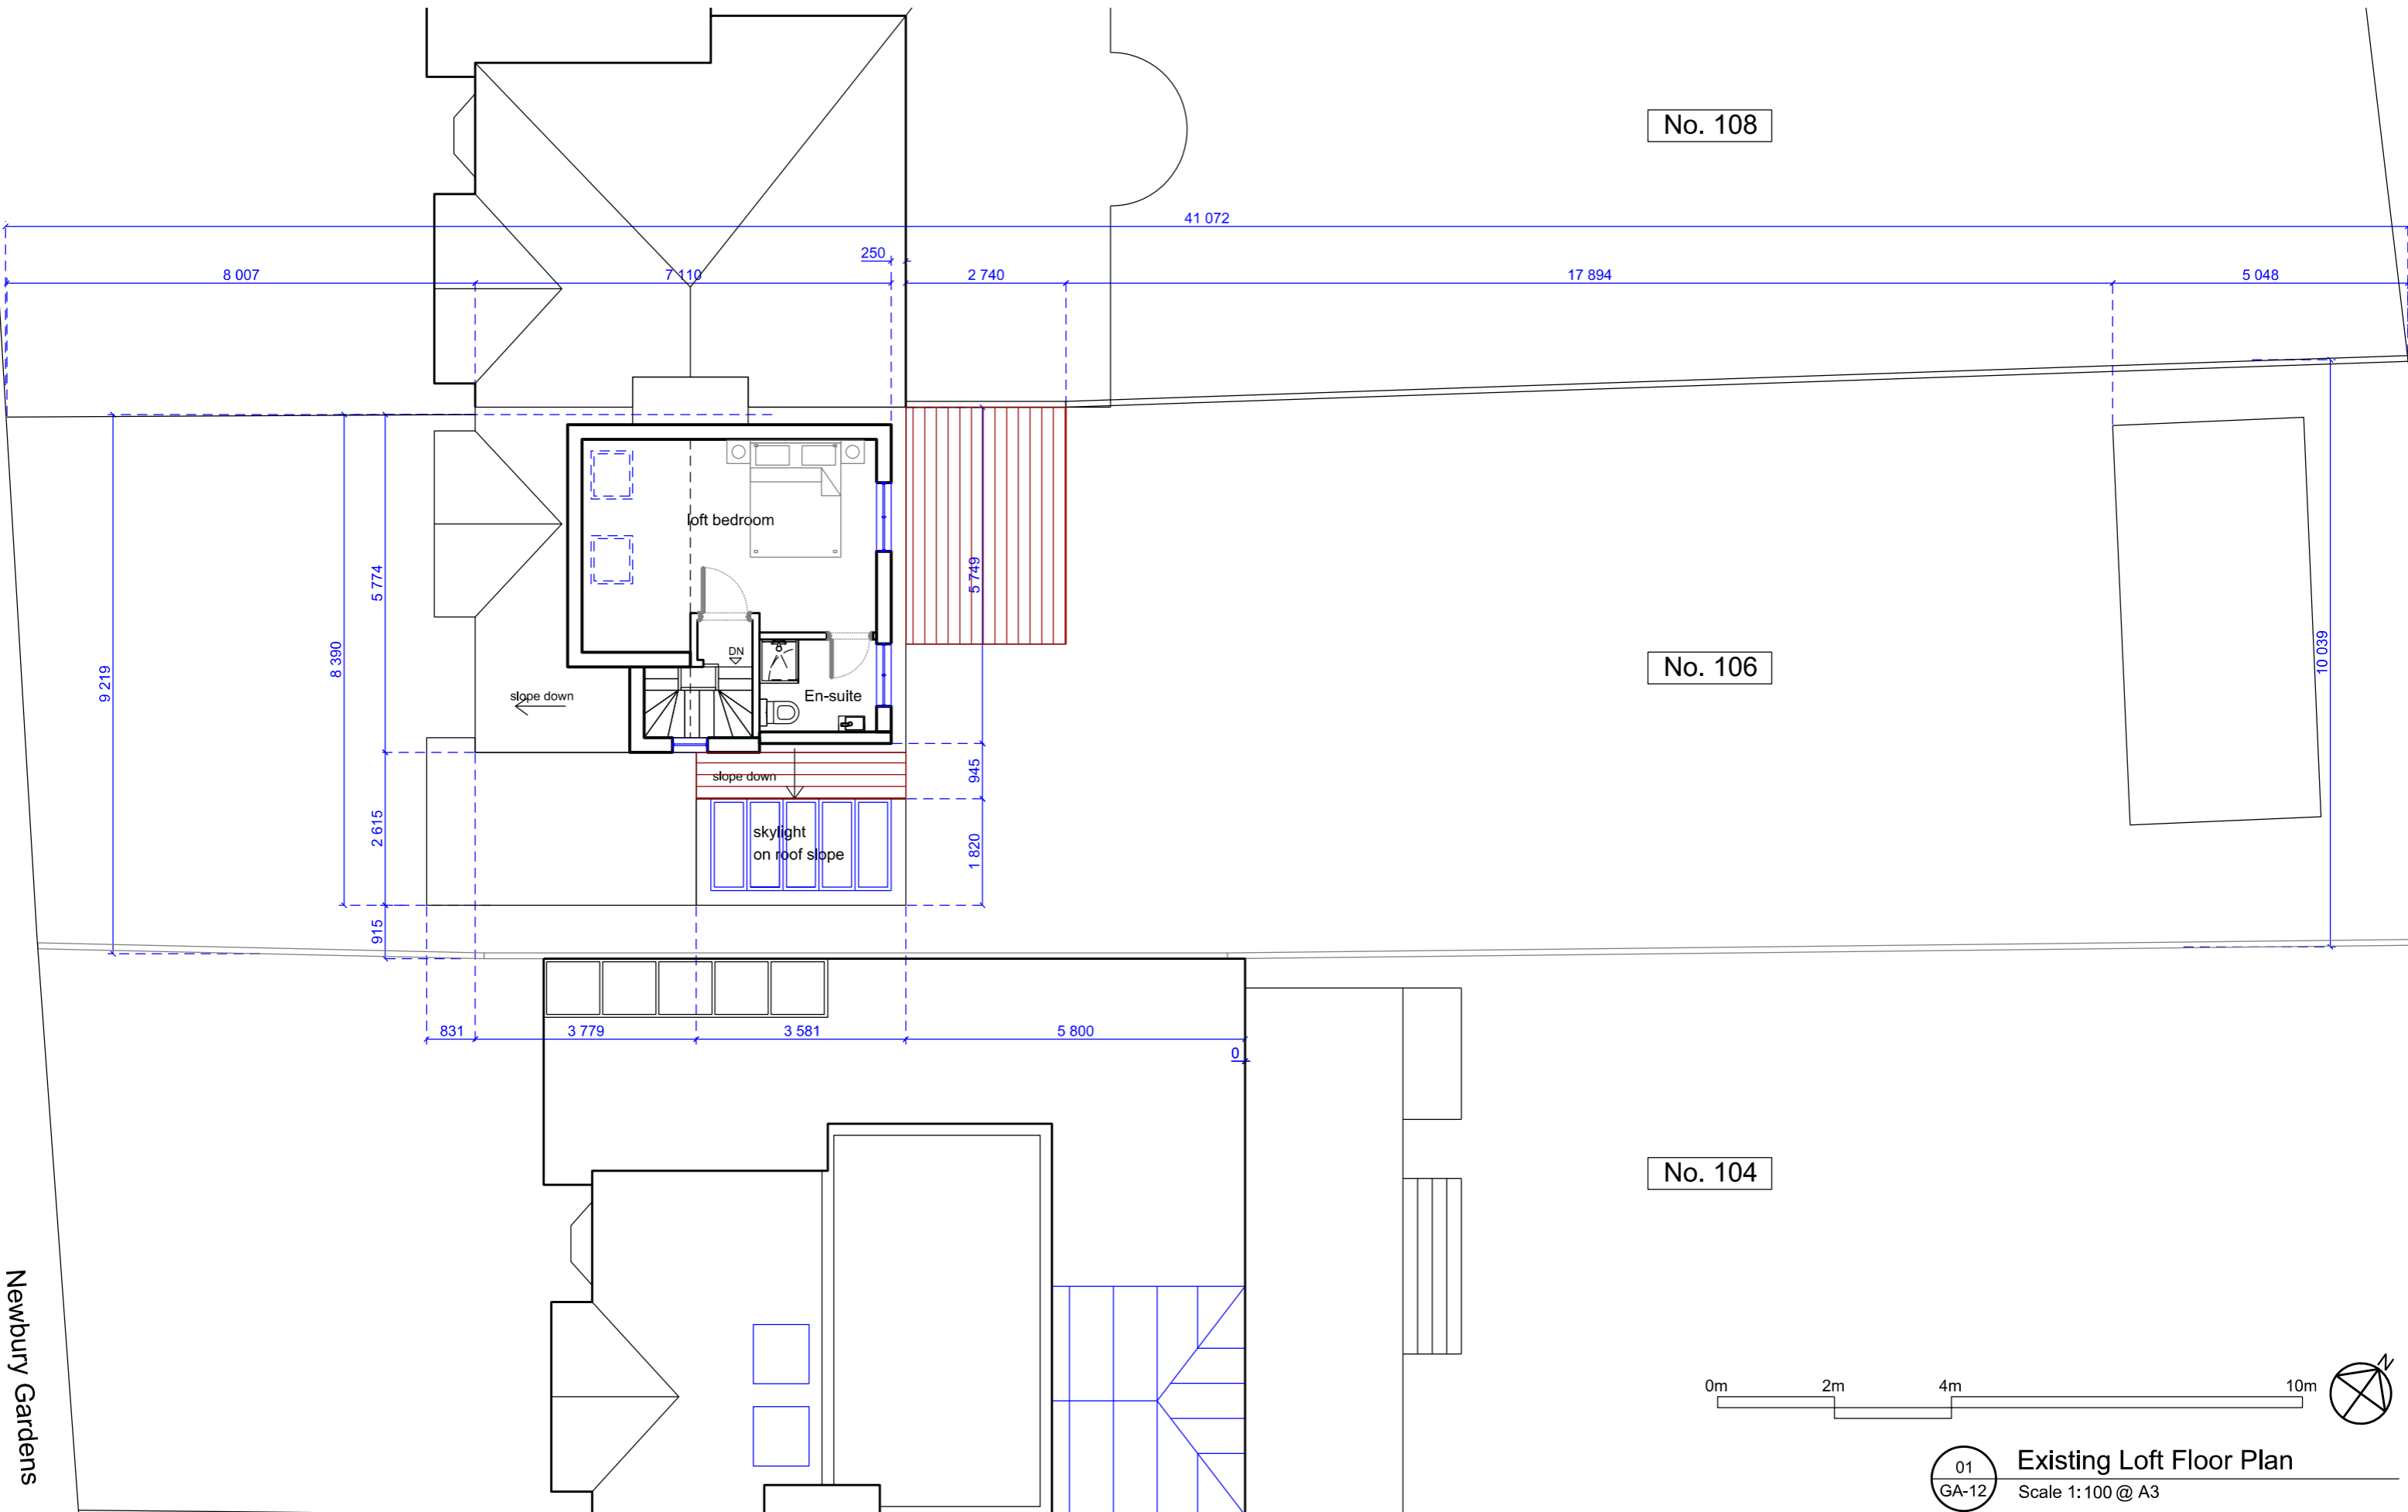 No. 108
41 072
250
8 007
7 110
2 740
17 894
5 048
loft bedroom
5 774
5 749
8 390
9 219
10 039
DN
No. 106
En-suite
slope down
slope down
945
skylight
on roof slope
2 615
1 820
915
831
3 779
3 581
5 800
0
No. 104
Newbury Gardens
0m
2m
4m
10m
N
01
GA-12
Existing Loft Floor Plan
Scale 1:100 @ A3